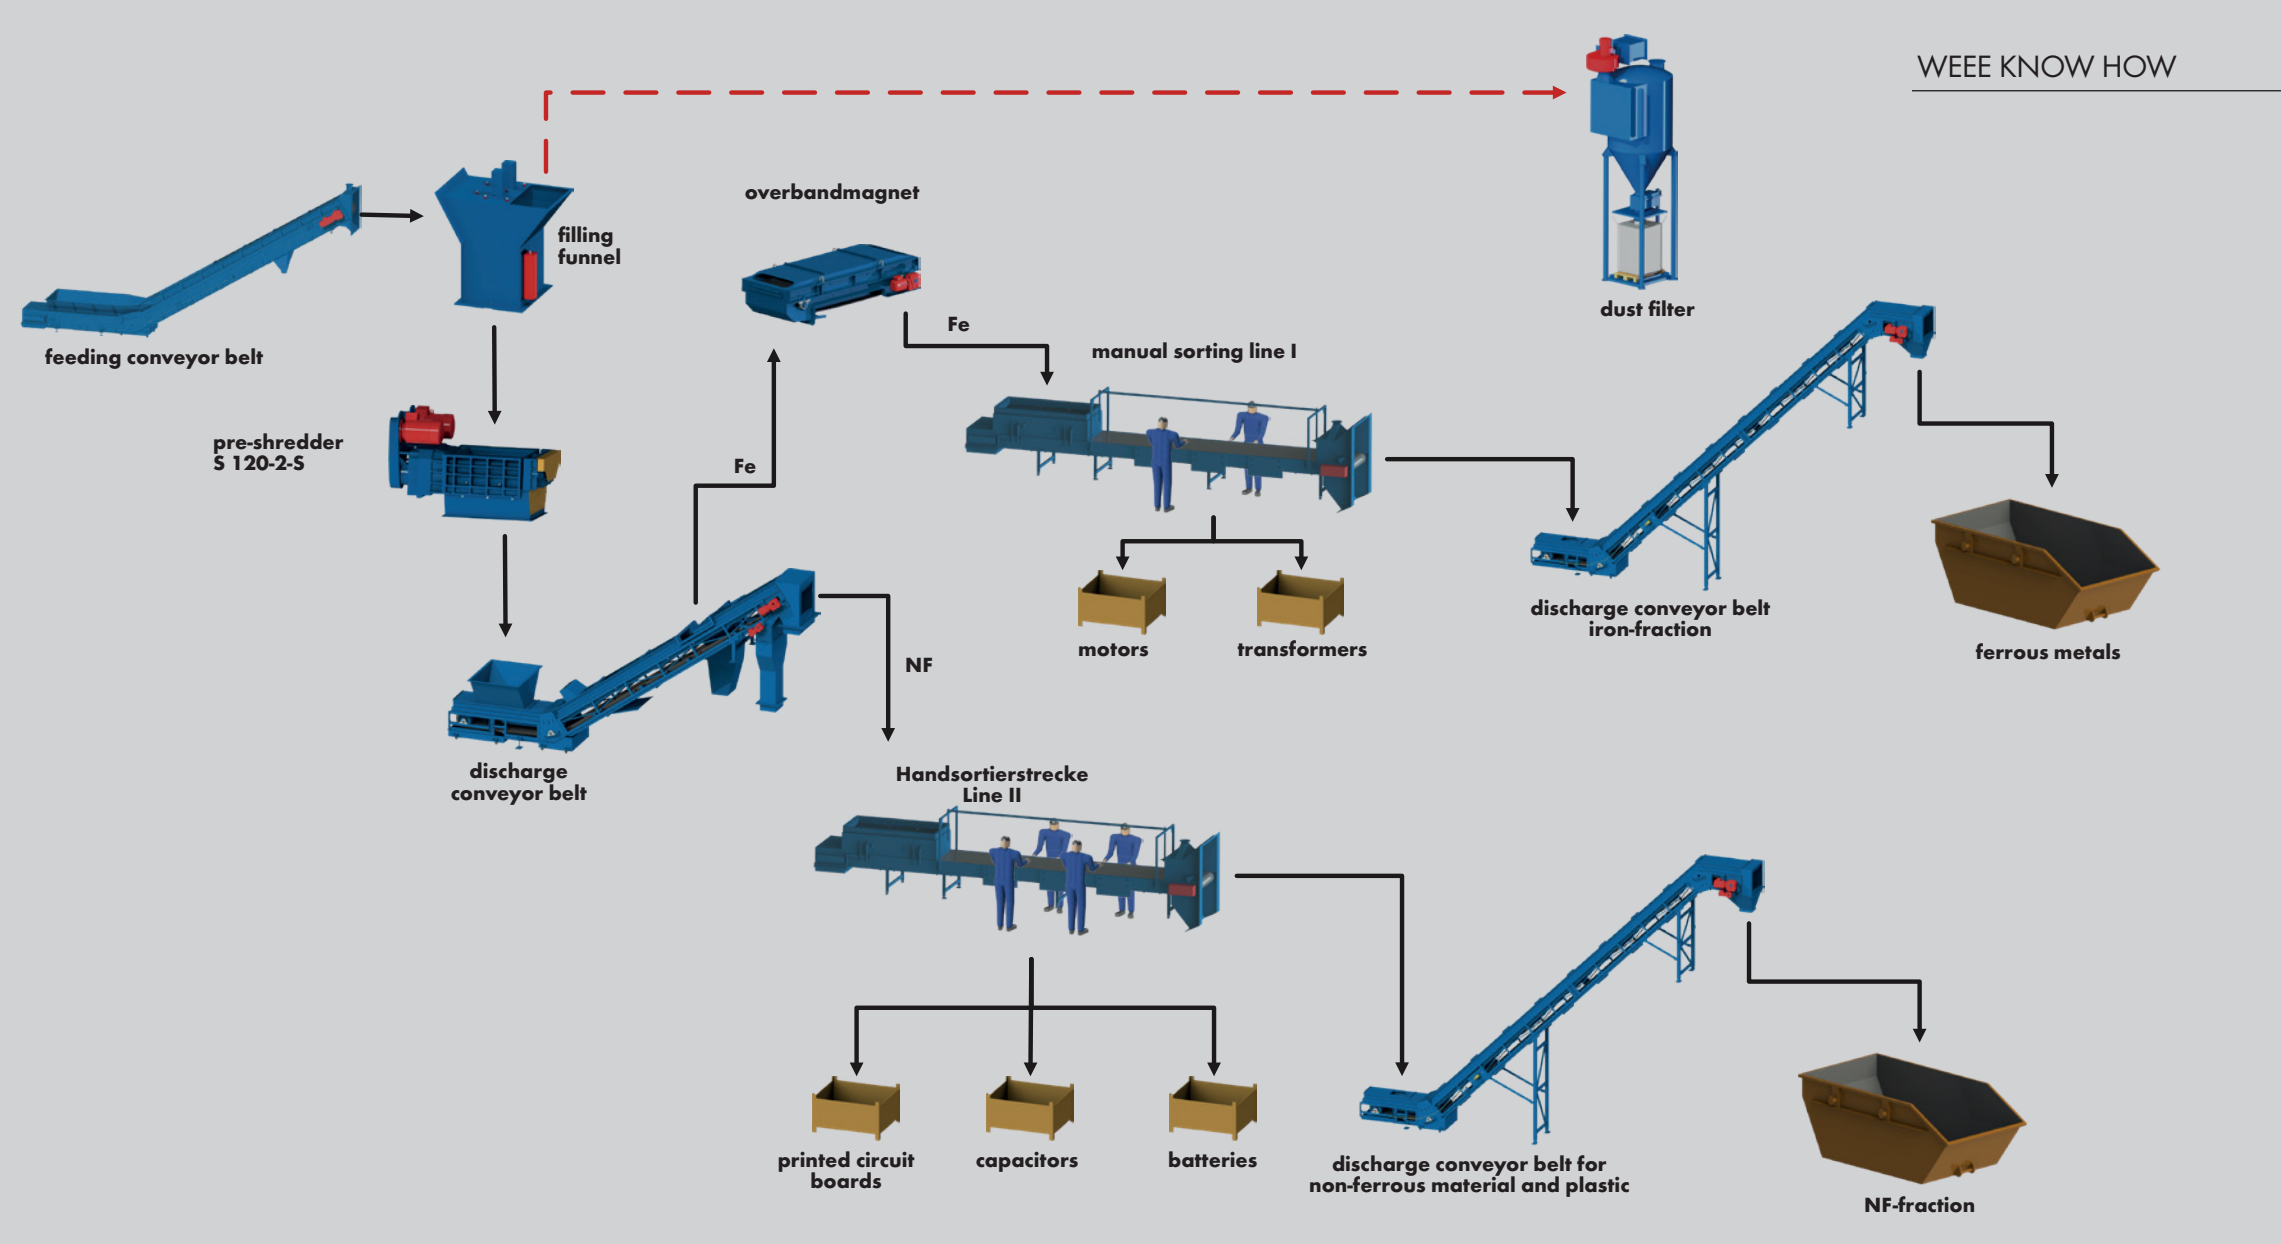 WEEE KNOW HOW
overbandmagnet
filling
funnel
dust filter
feeding conveyor belt
Fe
manual sorting line I
pre-shredder
S 120-2-S
Fe
discharge conveyor belt
iron-fraction
motors
transformers
ferrous metals
NF
discharge
conveyor belt
Handsortierstrecke
Line II
printed circuit
boards
capacitors
batteries
discharge conveyor belt for
non-ferrous material and plastic
NF-fraction